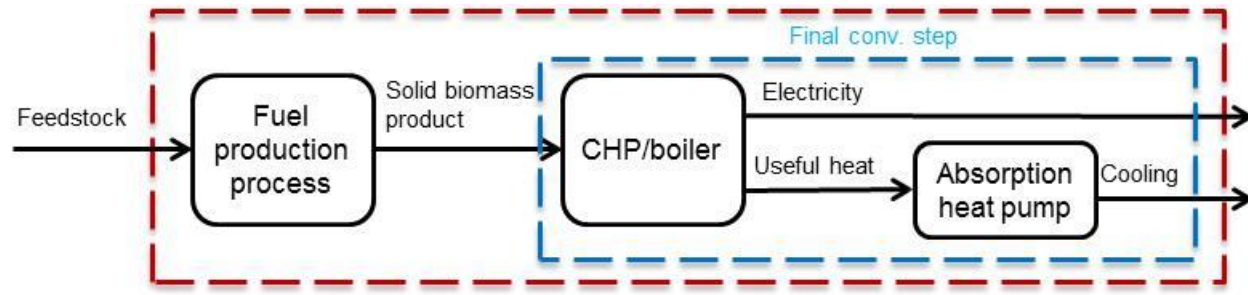 Final conv. step
Feedstock
Fuel
production
process
Solid biomass
product
CHP/boiler
Electricity
Useful heat
Absorption
heat pump
Cooling